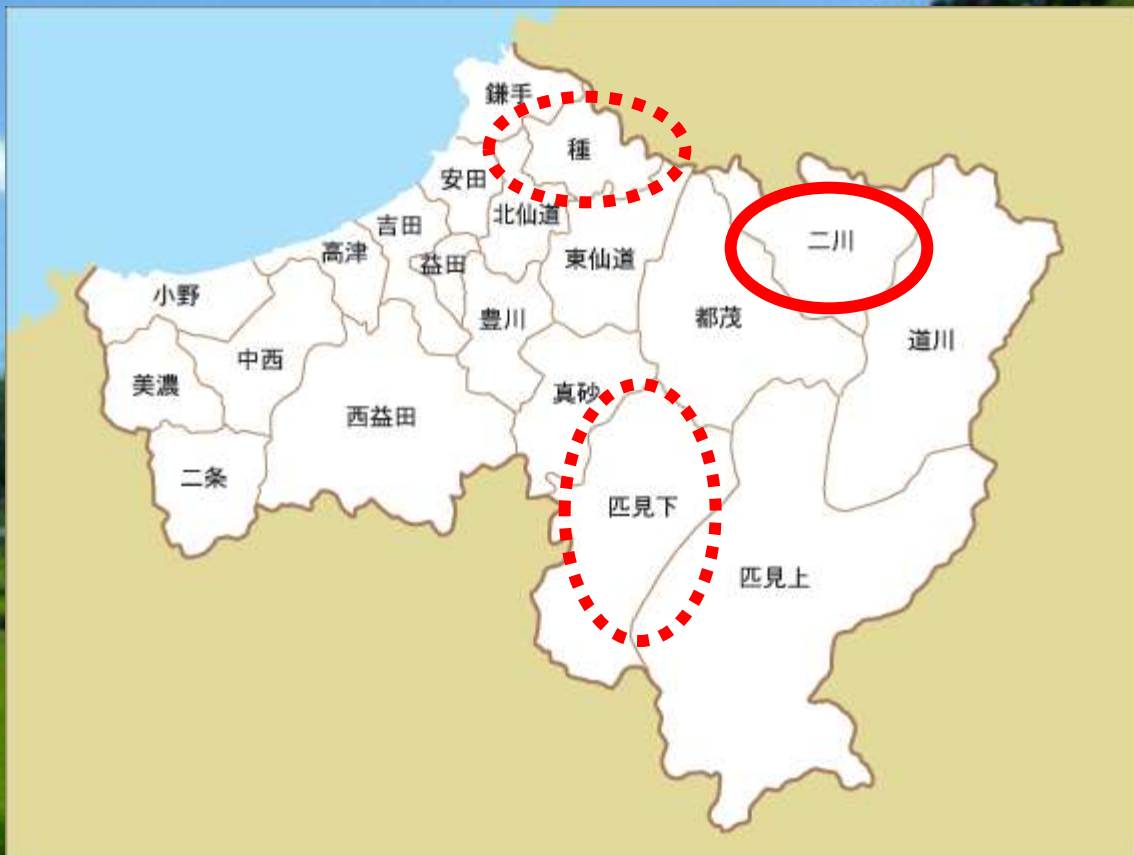 鎌手
種
安田
北仙道
吉田
高津
益田
東仙道
二川
小野
豊川
都茂
道川
中西
美濃
真砂
西益田
二条
匹見下
匹見上